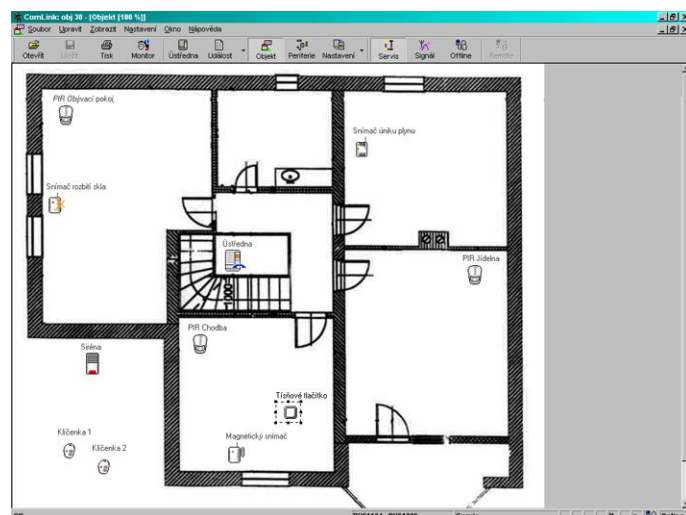 ComLink: obj 30 - [Objekt [100 %]]
Soubor Upravit Zobrazit Nastavení Okno Nápověda
Otevřít Uložit Tisk Monitor Ústředna Událost Objekt Periferie Nastavení Servis Signál Offline Remote
PIR Obývací pokoj
Snímač úniku plynu
Snímač rozbití skla
Ústředna
PIR Jídelna
1000
PIR Chodba
Siréna
Tísňové tlačítko
Klíčenka 1
Magnetický snímač
Klíčenka 2